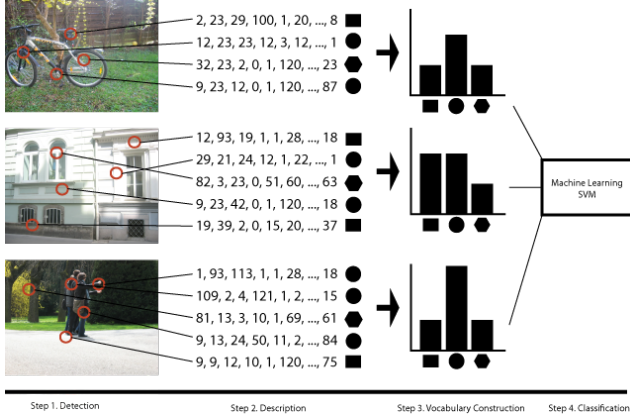 2, 23, 29, 100, 1, 20, ..., 8
12, 23, 23, 12, 3, 12, ..., 1
32, 23, 2, 0, 1, 120, ..., 23
9, 23, 12, 0, 1, 120, ..., 87
12, 93, 19, 1, 1, 28, ..., 18
29, 21, 24, 12, 1, 22, ..., 1
82, 3, 23, 0, 51, 60, ..., 63
9, 23, 42, 0, 1, 120, ..., 18
19, 39, 2, 0, 15, 20, ..., 37
Machine Learning
SVM
1, 93, 113, 1, 1, 28, ..., 18
109, 2, 4, 121, 1, 2, ..., 15
81, 13, 3, 10, 1, 69, ..., 61
9, 13, 24, 50, 11, 2, ..., 84
9, 9, 12, 10, 1, 120, ..., 75
Step 1. Detection
Step 2. Description
Step 3. Vocabulary Construction
Step 4. Classification